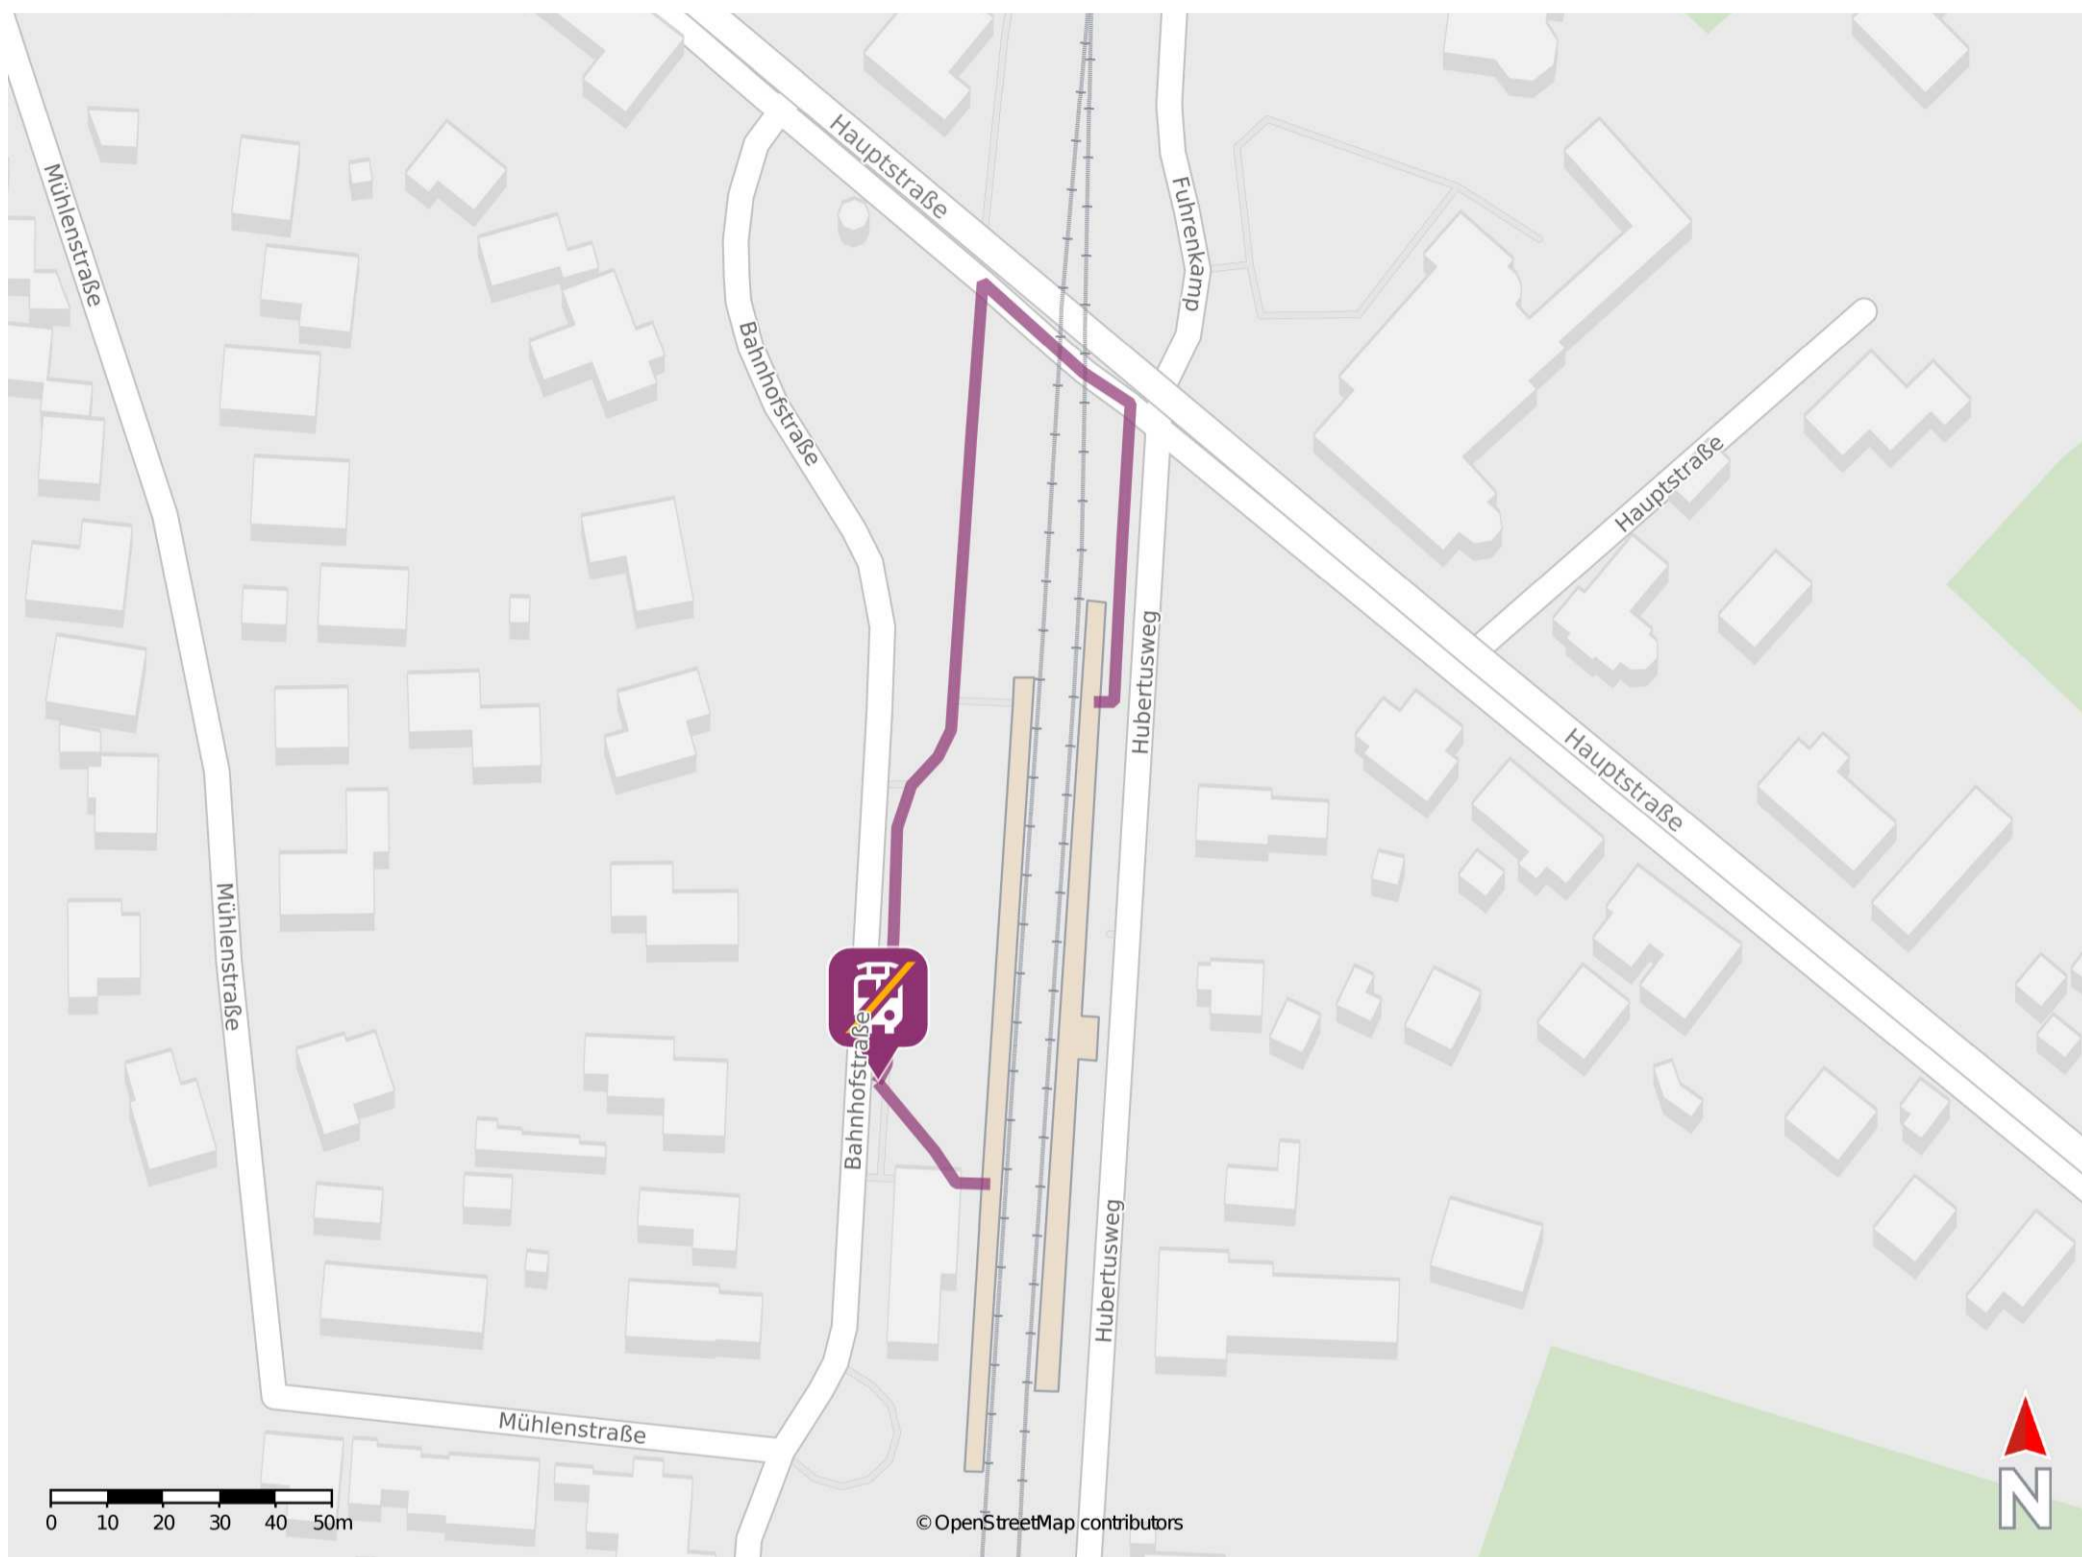 Hauptstraße
Mühlenstraße
Fuhrenkamp
Bahnhofstraße
Hauptstraße
Hubertusweg
Hauptstraße
Mühlenstraße
Bahnhofstraße
Hubertusweg
Mühlenstraße
0 10 20 30 40 50m
© OpenStreetMap contributors
N